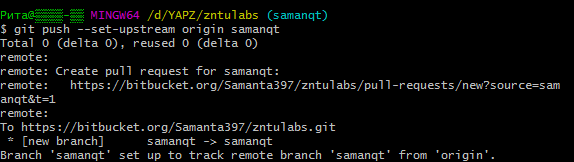 Рита@▒▒▒▒-▒▒ MINGW64 /d/YAPZ/zntulabs (samanqt)
$ git push --set-upstream origin samanqt
Total 0 (delta 0), reused 0 (delta 0)
remote:
remote: Create pull request for samanqt:
remote:   https://bitbucket.org/Samanta397/zntulabs/pull-requests/new?source=sam
anqt&t=1
remote:
To https://bitbucket.org/Samanta397/zntulabs.git
 * [new branch]      samanqt -> samanqt
Branch 'samanqt' set up to track remote branch 'samanqt' from 'origin'.